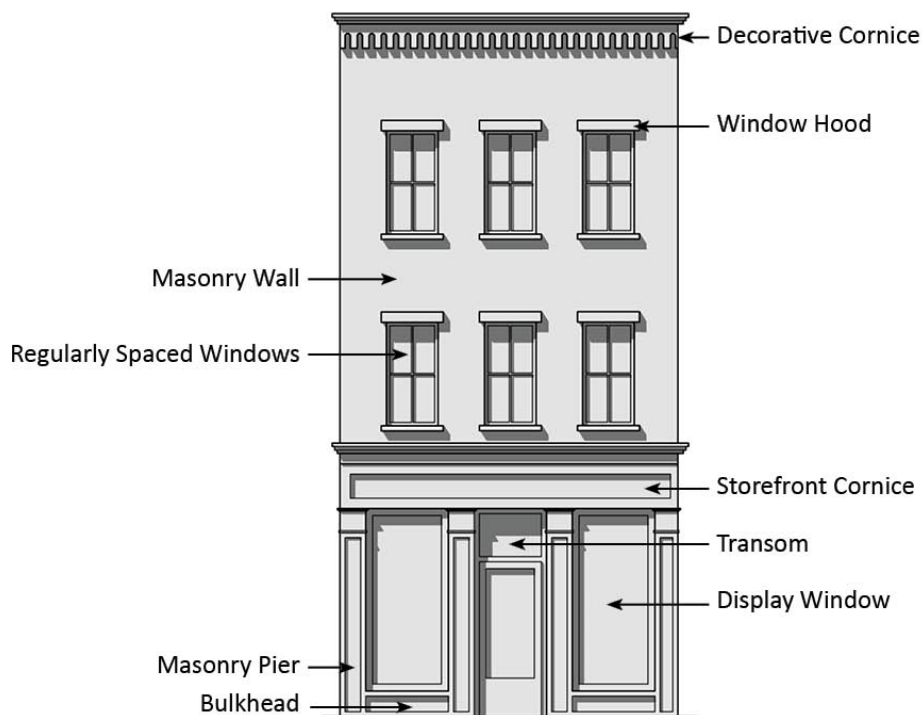 Decorative Cornice
Window Hood
Masonry Wall
Regularly Spaced Windows
Storefront Cornice
Transom
Display Window
Masonry Pier
Bulkhead